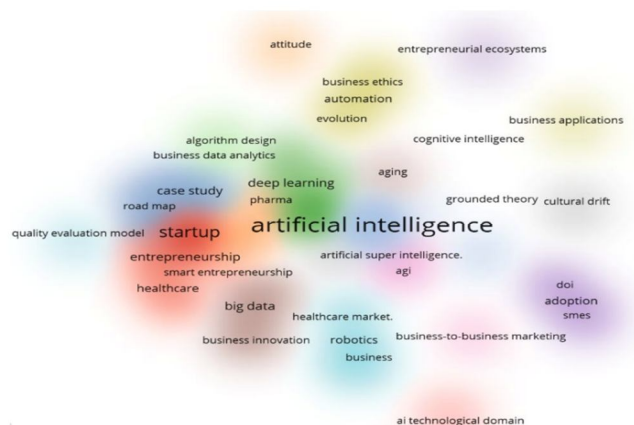 attitude
entrepreneurial ecosystems
business ethics
automation
evolution
business applications
algorithm design
cognitive intelligence
business data analytics
aging
deep learning
case study
pharma
grounded theory
cultural drift
road map
artificial intelligence
quality evaluation model
startup
entrepreneurship
artificial super intelligence.
smart entrepreneurship
agi
healthcare
doi
adoption
big data
smes
healthcare market.
business innovation
robotics
business-to-business marketing
business
ai technological domain